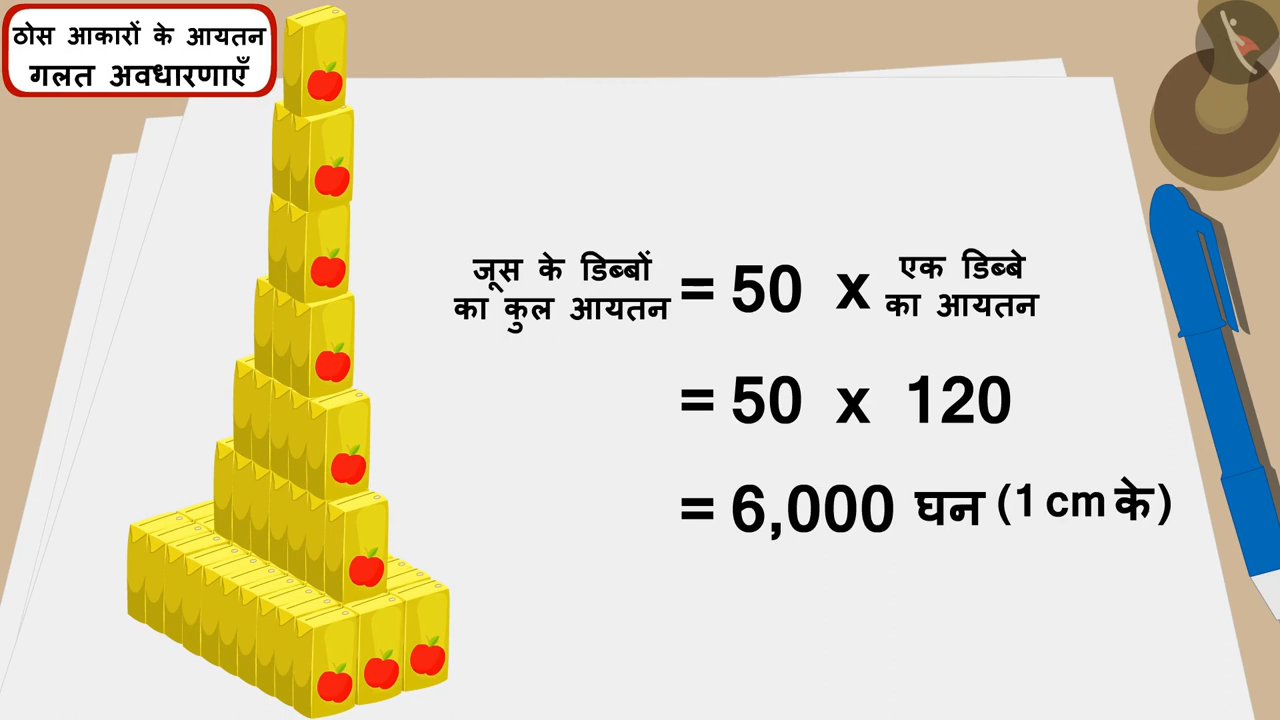 ठोस आकारों के आयतन
गलत अवधारणाएँ
जूस के डिब्बों
का कुल आयतन = 50 x एक डिब्बे
का आयतन
= 50 x 120
= 6,000 घन (1 cm के)